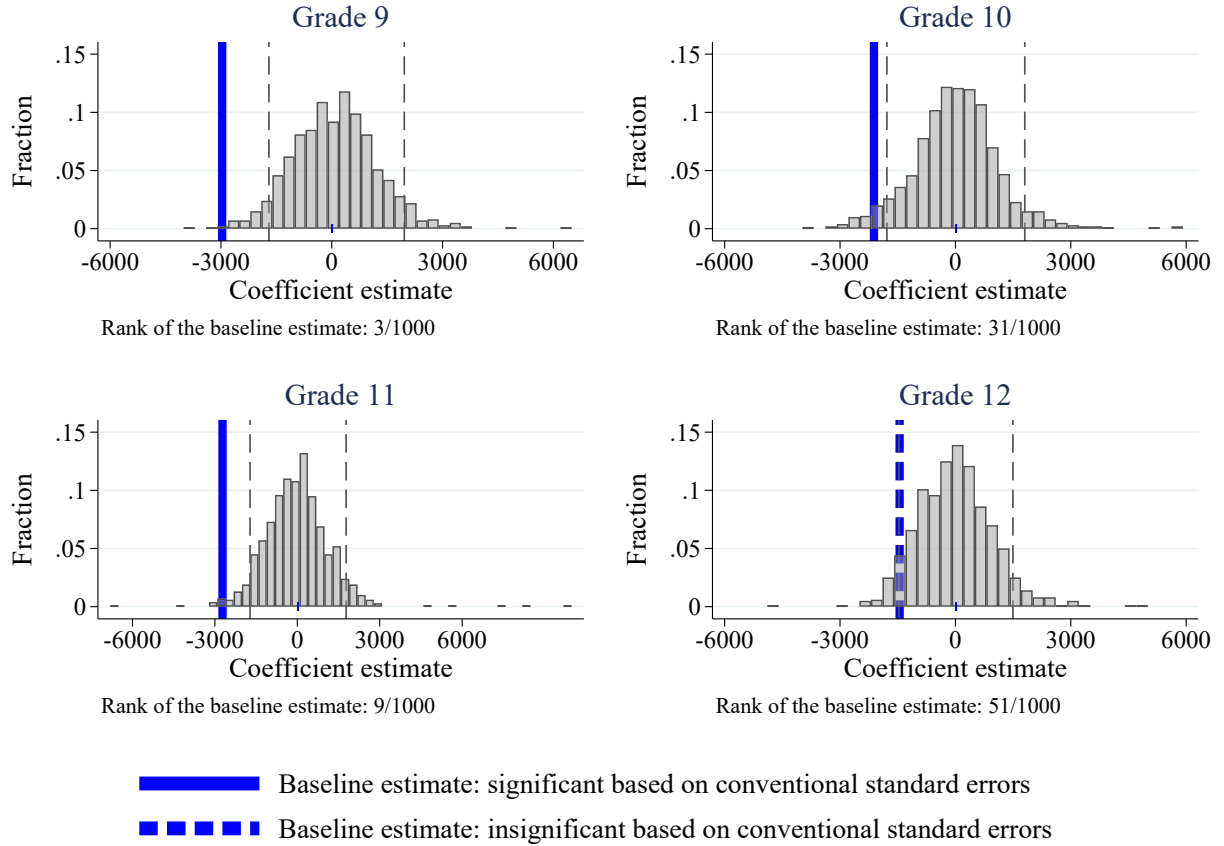 Grade 9
.15
.1
.05
0
Fraction
-6000 -3000 0 3000 6000
Coefficient estimate
Rank of the baseline estimate: 3/1000
Grade 10
.15
.1
.05
0
Fraction
-6000 -3000 0 3000 6000
Coefficient estimate
Rank of the baseline estimate: 31/1000
Grade 11
.15
.1
.05
0
Fraction
-6000 -3000 0 3000 6000
Coefficient estimate
Rank of the baseline estimate: 9/1000
Grade 12
.15
.1
.05
0
Fraction
-6000 -3000 0 3000 6000
Coefficient estimate
Rank of the baseline estimate: 51/1000
Baseline estimate: significant based on conventional standard errors
Baseline estimate: insignificant based on conventional standard errors